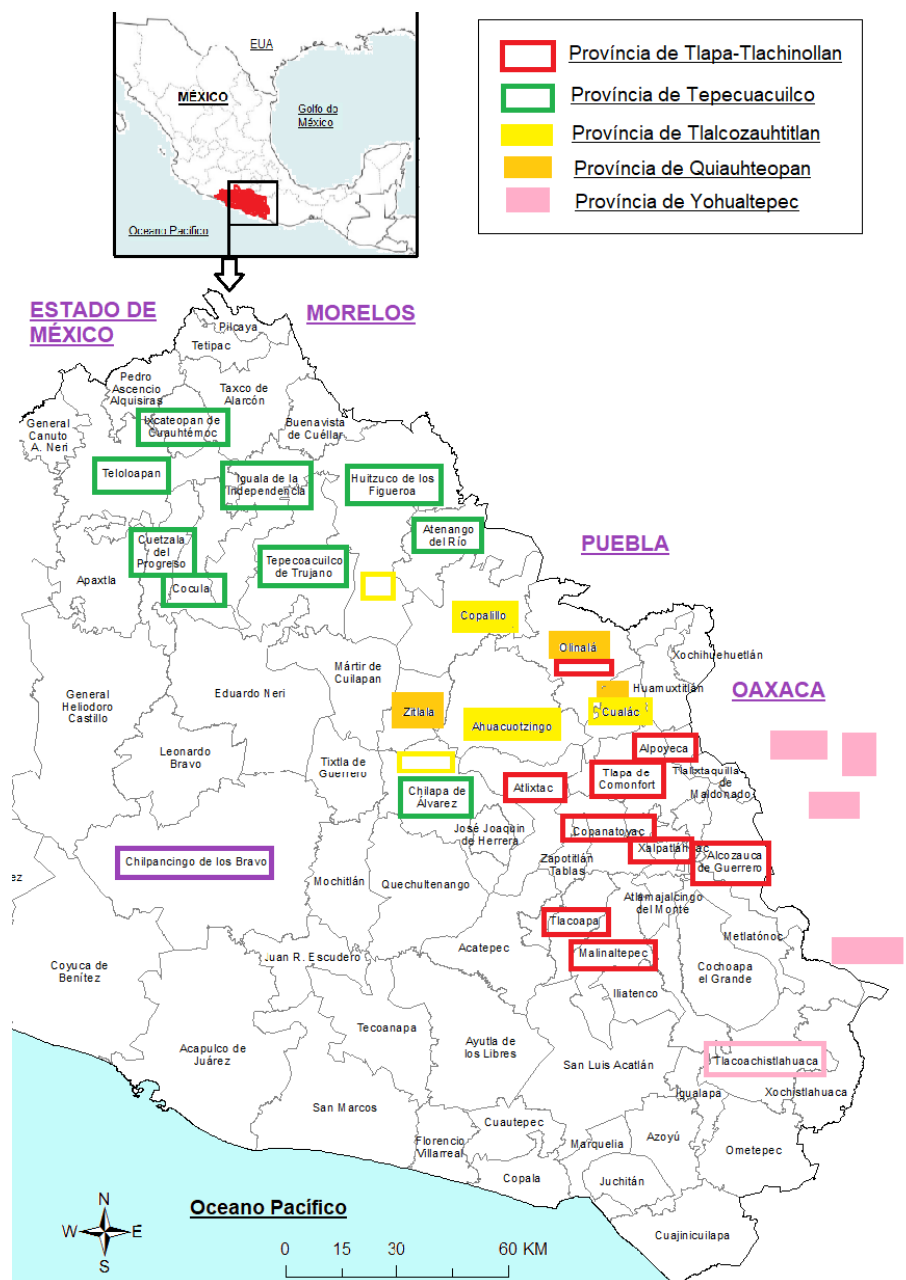 EUA
MÉXICO
Golfo do
México
Oceano Pacífico
Província de Tlapa-Tlachinollan
Província de Tepecuacuilco
Província de Tlalcozauhtitlan
Província de Quiauhteopan
Província de Yohualtepec
ESTADO DE
MÉXICO
MORELOS
Pilcaya
Tetipac
Pedro
Ascencio
Alquisiras
Taxco de
Alarcón
General
Canuto
A. Neri
Ixcateopan de
Cuauhtémoc
Buenavista
de Cuéllar
Teloloapan
Iguala de la
Independencia
Huitzuco de los
Figueroa
Cuetzala
del
Progreso
Atenango
del Río
PUEBLA
Apaxtla
Tepecoacuilco
de Trujano
Cocula
Copalillo
Olinalá
Xochihuehuetlán
Mártir de
Cuilapan
Huamuxtitlán
OAXACA
General
Heliodoro
Castillo
Eduardo Neri
Zitlala
Ahuacuotzingo
Cualác
Leonardo
Bravo
Tixtla de
Guerrero
Alpoyeca
Tlapa de
Comonfort
Tlalixtaquilla
de
Maldonado
Chilapa de
Álvarez
Atlixtac
José Joaquin
de Herrera
Copanatoyac
Xalpatláhuac
Chilpancingo de los Bravo
Zapotitlán
Tablas
Alcozauca
de Guerrero
ez
Mochitlán
Quechultenango
Atlamajalcingo
del Monte
Tlacoapa
Metlatónoc
Acatepec
Malinaltepec
Juan R. Escudero
Cochoapa
el Grande
Coyuca de
Benítez
Iliatenco
Tecoanapa
Acapulco de
Juárez
Ayutla de
los Libres
San Luis Acatlán
Tlacoachistlahuaca
Igualapa
Xochistlahuaca
San Marcos
Cuautepec
Florencio
Villarreal
Marquelia
Azoyú
Ometepec
Copala
Juchitán
Oceano Pacífico
Cuajinicuilapa
N
W
E
S
0 15 30 60 KM